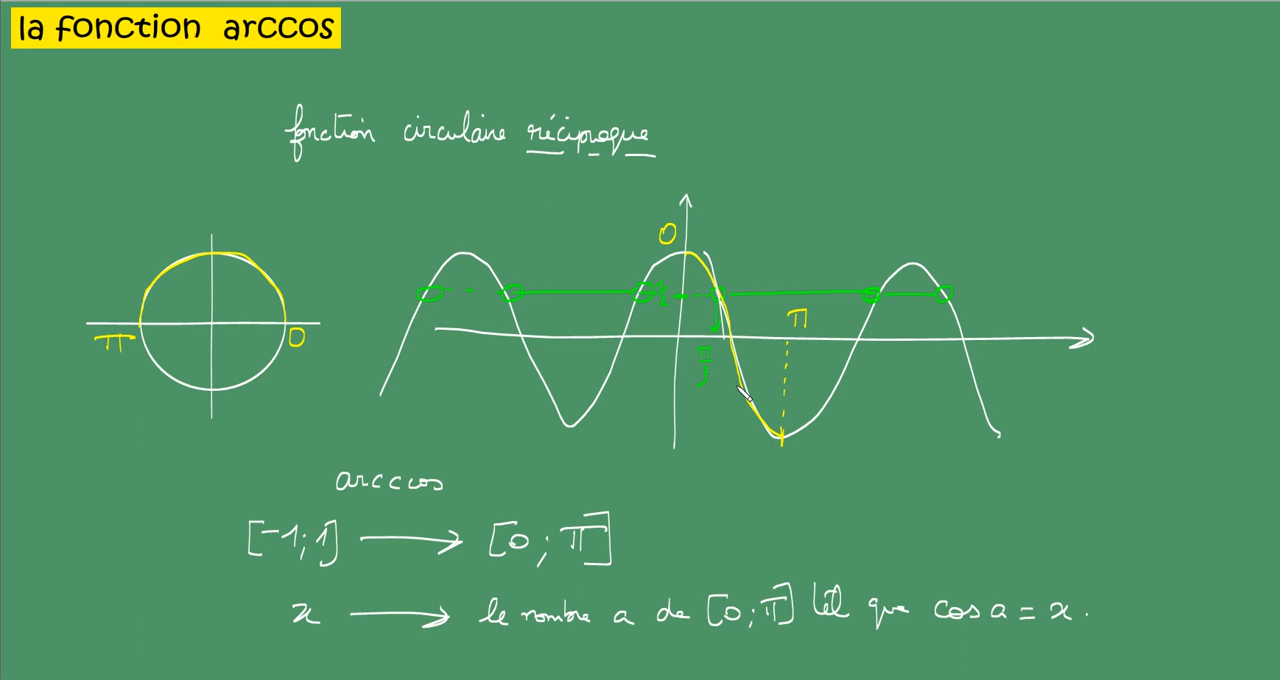 la fonction arccos
fonction circulaire réciproque
0
1/2
π
π/3
π
0
arccos
[-1;1] ⟶ [0;π]
x ⟶ le nombre a de [0;π] tel que cos a = x.